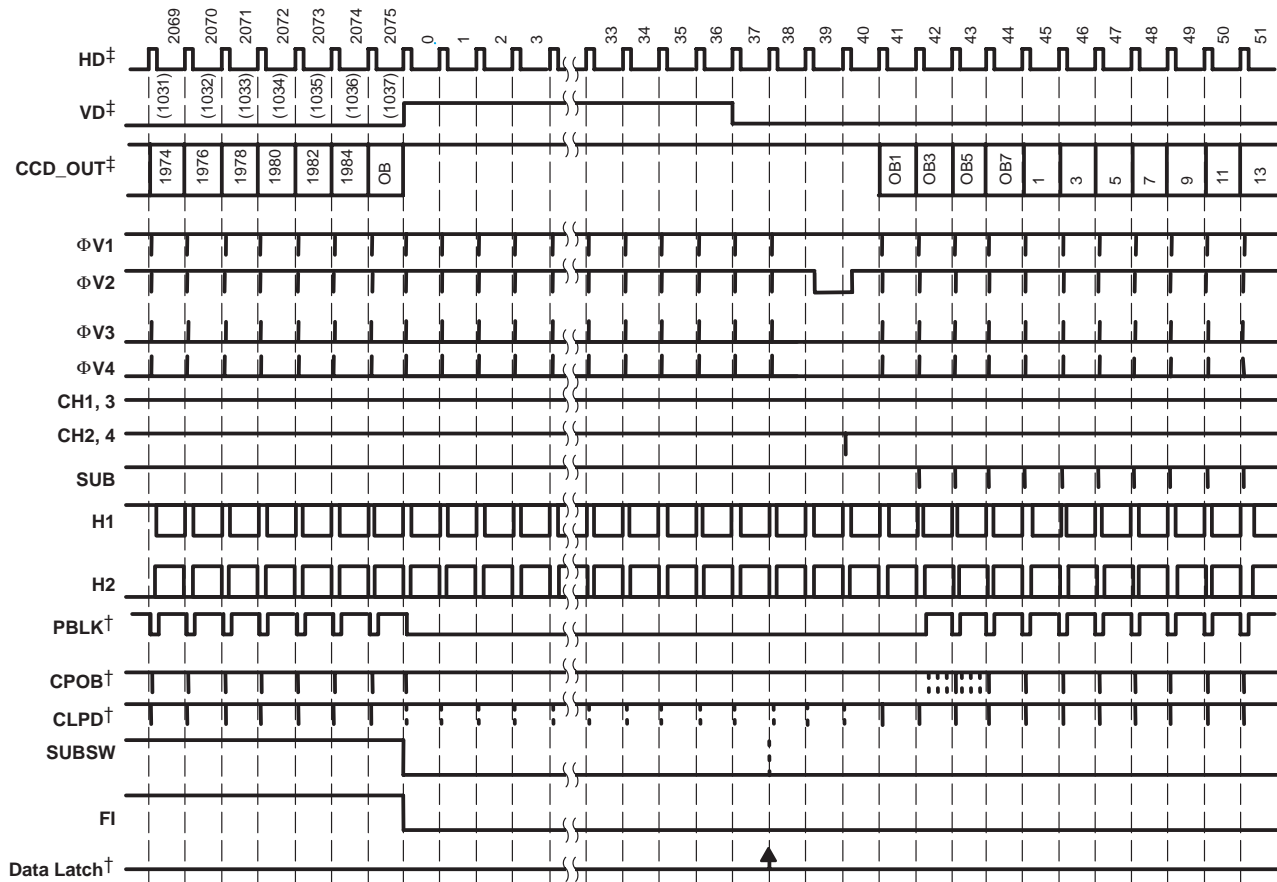 2069 2070 2071 2072 2073 2074 2075 0 1 2 3 33 34 35 36 37 38 39 40 41 42 43 44 45 46 47 48 49 50 51
HD‡
(1031) (1032) (1033) (1034) (1035) (1036) (1037)
VD‡
CCD_OUT‡ 1974 1976 1978 1980 1982 1984 OB OB1 OB3 OB5 OB7 1 3 5 7 9 11 13
ΦV1
ΦV2
ΦV3
ΦV4
CH1, 3
CH2, 4
SUB
H1
H2
PBLK†
CPOB†
CLPD†
SUBSW
FI
Data Latch†